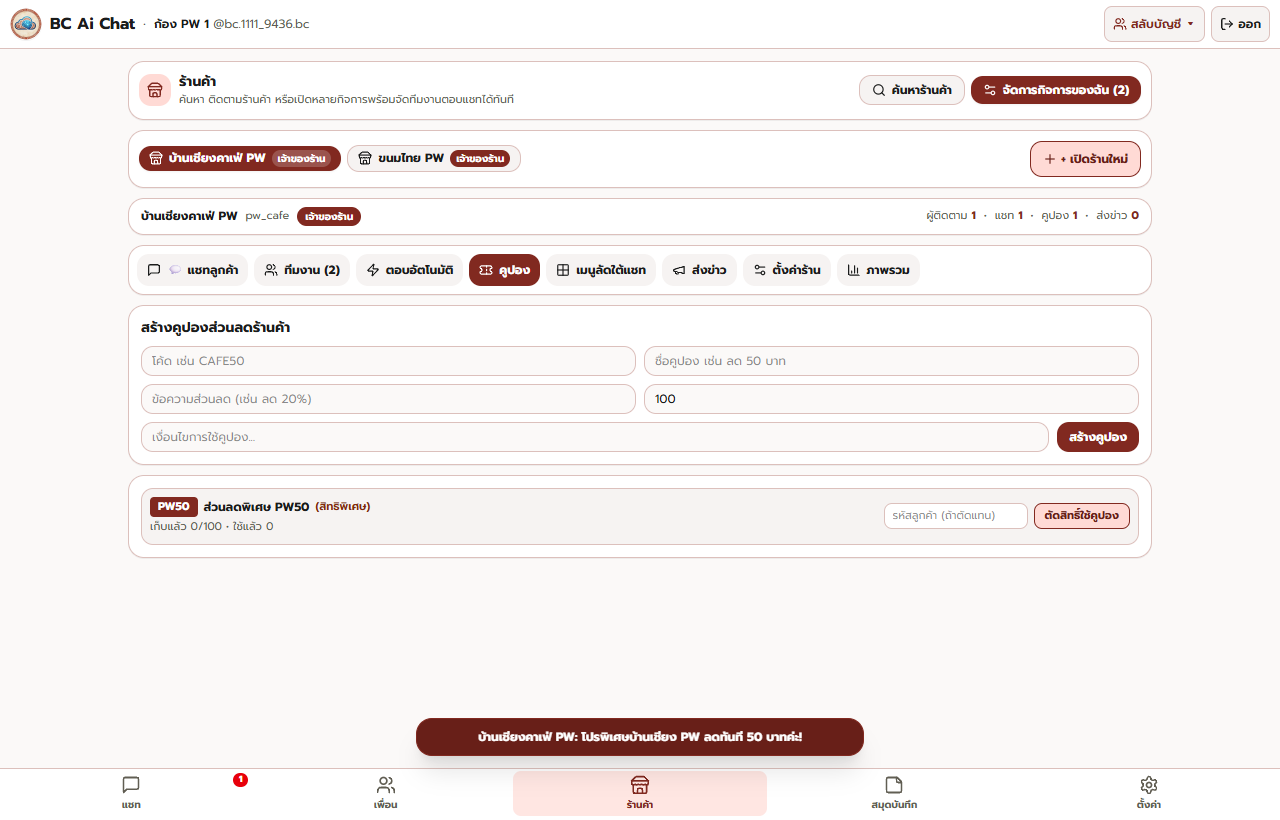 BC Ai Chat · ก้อง PW 1 @bc.1111_9436.bc
สลับบัญชี ▾
ออก
ร้านค้า
ค้นหา ติดตามร้านค้า หรือเปิดหลายกิจการพร้อมจัดทีมงานตอบแชทได้ทันที
ค้นหาร้านค้า
จัดการกิจการของฉัน (2)
บ้านเชียงคาเฟ่ PW เจ้าของร้าน
ขนมไทย PW เจ้าของร้าน
+ เปิดร้านใหม่
บ้านเชียงคาเฟ่ PW pw_cafe เจ้าของร้าน
ผู้ติดตาม 1 · แชท 1 · คูปอง 1 · ส่งข่าว 0
แชทลูกค้า
ทีมงาน (2)
ตอบอัตโนมัติ
คูปอง
เมนูลัดใต้แชท
ส่งข่าว
ตั้งค่าร้าน
ภาพรวม
สร้างคูปองส่วนลดร้านค้า
โค้ด เช่น CAFE50
ชื่อคูปอง เช่น ลด 50 บาท
ข้อความส่วนลด (เช่น ลด 20%)
100
เงื่อนไขการใช้คูปอง...
สร้างคูปอง
PW50 ส่วนลดพิเศษ PW50 (สิทธิพิเศษ)
เก็บแล้ว 0/100 · ใช้แล้ว 0
รหัสลูกค้า (ถ้าตัดแทน)
ตัดสิทธิ์ใช้คูปอง
บ้านเชียงคาเฟ่ PW: โปรพิเศษบ้านเชียง PW ลดทันที 50 บาทค่ะ!
แชท
1
เพื่อน
ร้านค้า
สมุดบันทึก
ตั้งค่า